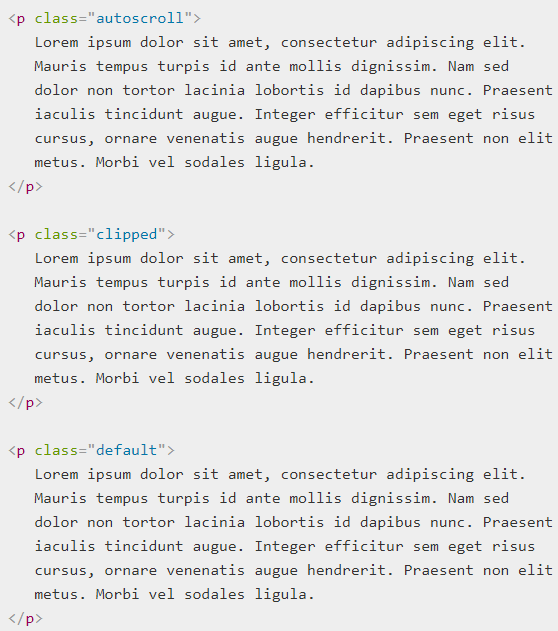 <p class="autoscroll">
   Lorem ipsum dolor sit amet, consectetur adipiscing elit.
   Mauris tempus turpis id ante mollis dignissim. Nam sed
   dolor non tortor lacinia lobortis id dapibus nunc. Praesent
   iaculis tincidunt augue. Integer efficitur sem eget risus
   cursus, ornare venenatis augue hendrerit. Praesent non elit
   metus. Morbi vel sodales ligula.
</p>

<p class="clipped">
   Lorem ipsum dolor sit amet, consectetur adipiscing elit.
   Mauris tempus turpis id ante mollis dignissim. Nam sed
   dolor non tortor lacinia lobortis id dapibus nunc. Praesent
   iaculis tincidunt augue. Integer efficitur sem eget risus
   cursus, ornare venenatis augue hendrerit. Praesent non elit
   metus. Morbi vel sodales ligula.
</p>

<p class="default">
   Lorem ipsum dolor sit amet, consectetur adipiscing elit.
   Mauris tempus turpis id ante mollis dignissim. Nam sed
   dolor non tortor lacinia lobortis id dapibus nunc. Praesent
   iaculis tincidunt augue. Integer efficitur sem eget risus
   cursus, ornare venenatis augue hendrerit. Praesent non elit
   metus. Morbi vel sodales ligula.
</p>